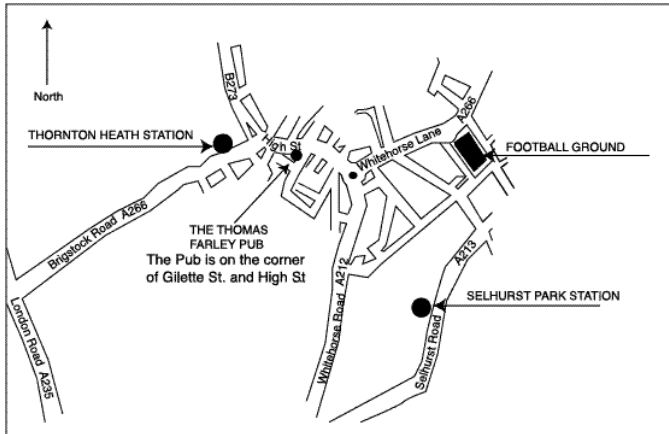 North
B273
THORNTON HEATH STATION
High St
Whitehorse Lane
A266
FOOTBALL GROUND
Brigstock Road A266
THE THOMAS
FARLEY PUB
The Pub is on the corner
of Gilette St. and High St
London Road A235
Whitehorse Road A212
A213
Selhurst Road
SELHURST PARK STATION